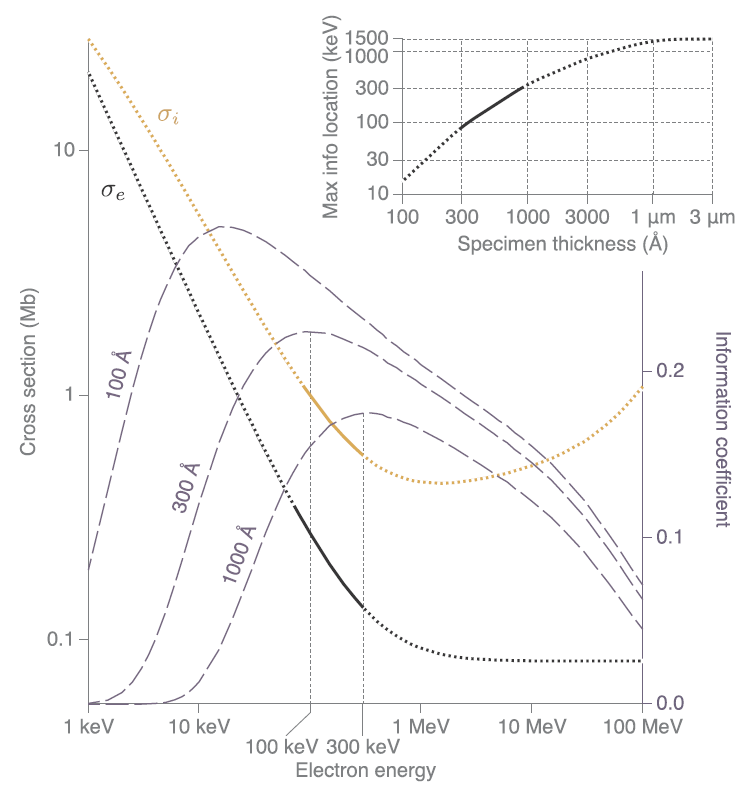 Max info location (keV)
1500
1000
300
100
30
10
100 300 1000 3000 1 μm 3 μm
Specimen thickness (Å)
Cross section (Mb)
10
1
0.1
σi
σe
100 Å
300 Å
1000 Å
Information coefficient
0.2
0.1
0.0
1 keV 10 keV 1 MeV 10 MeV 100 MeV
100 keV 300 keV
Electron energy